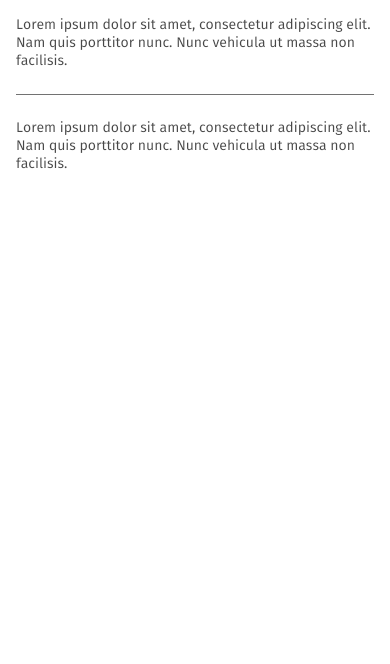 Lorem ipsum dolor sit amet, consectetur adipiscing elit.
Nam quis porttitor nunc. Nunc vehicula ut massa non
facilisis.
Lorem ipsum dolor sit amet, consectetur adipiscing elit.
Nam quis porttitor nunc. Nunc vehicula ut massa non
facilisis.